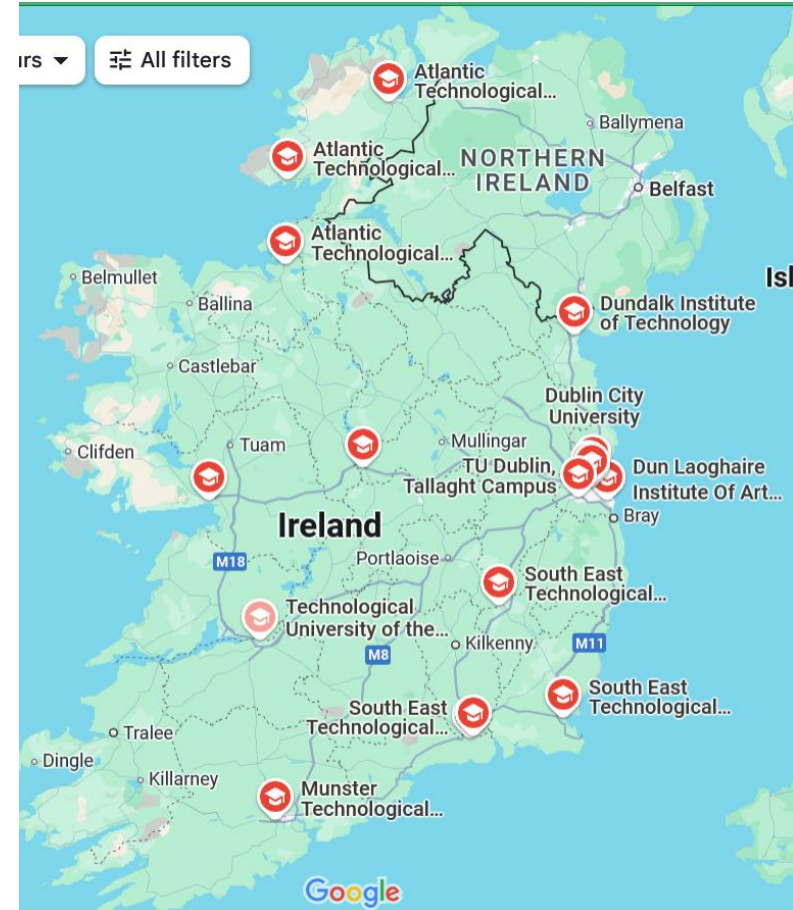 urs
All filters
Atlantic
Technological...
Ballymena
Atlantic
Technological...
NORTHERN
IRELAND
Belfast
Atlantic
Technological...
Belmullet
Isl
Ballina
Dundalk Institute
of Technology
Castlebar
Dublin City
University
Clifden
Tuam
Mullingar
TU Dublin,
Tallaght Campus
Dun Laoghaire
Institute Of Art...
Bray
Ireland
Portlaoise
M18
South East
Technological...
Technological
University of the...
Kilkenny
M11
M8
South East
Technological...
South East
Technological...
Tralee
Dingle
Killarney
Munster
Technological...
Google